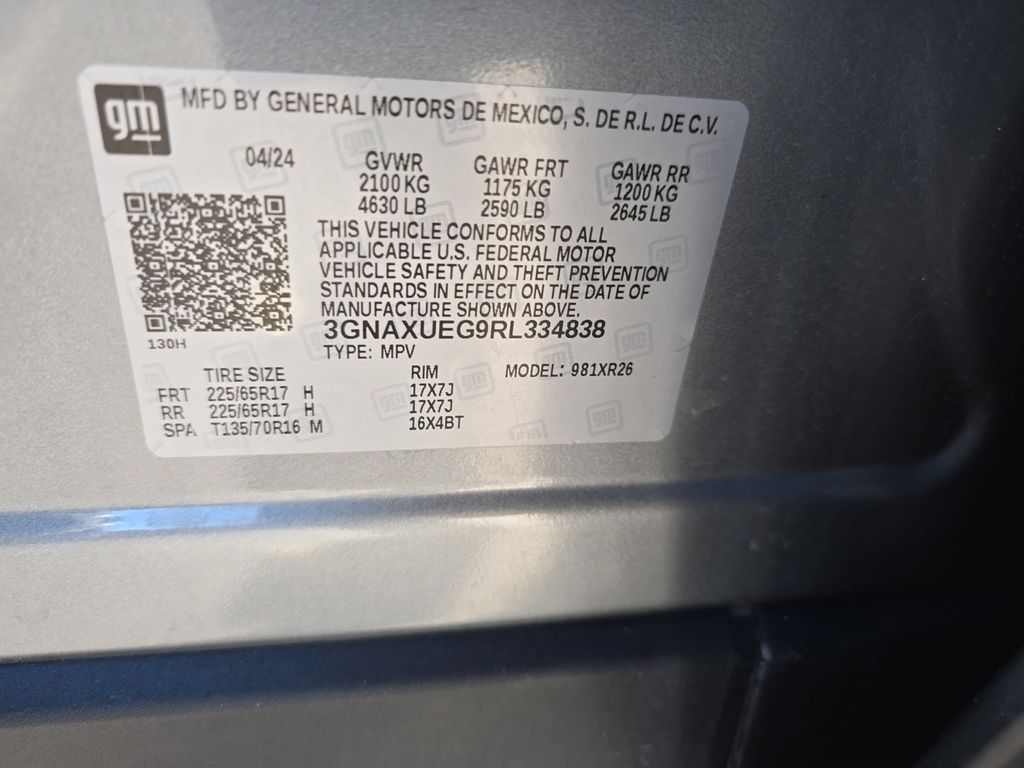 gm
MFD BY GENERAL MOTORS DE MEXICO, S. DE R.L. DE C.V.
04/24 GVWR GAWR FRT GAWR RR
2100 KG 1175 KG 1200 KG
4630 LB 2590 LB 2645 LB
THIS VEHICLE CONFORMS TO ALL
APPLICABLE U.S. FEDERAL MOTOR
VEHICLE SAFETY AND THEFT PREVENTION
STANDARDS IN EFFECT ON THE DATE OF
MANUFACTURE SHOWN ABOVE.
3GNAXUEG9RL334838
130H
TYPE: MPV
TIRE SIZE RIM MODEL: 981XR26
FRT 225/65R17 H 17X7J
RR 225/65R17 H 17X7J
SPA T135/70R16 M 16X4BT